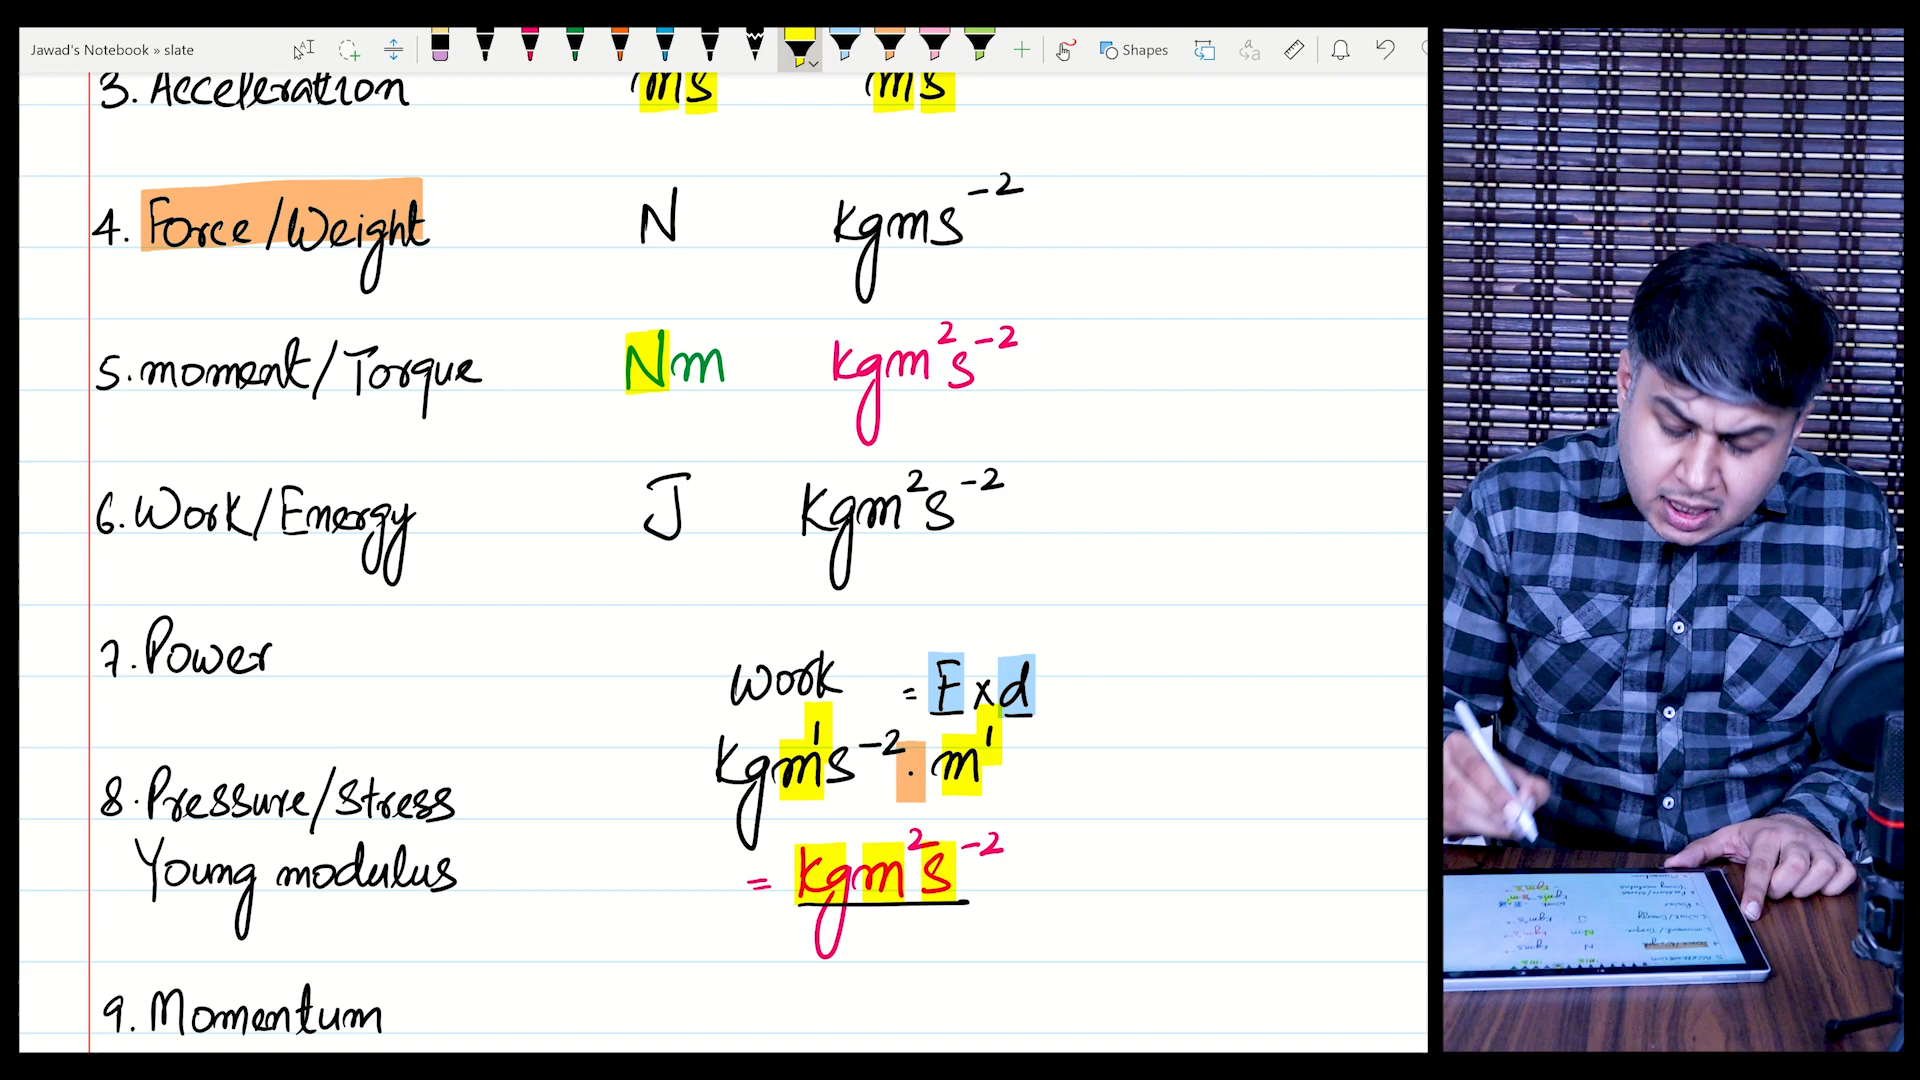 Jawad's Notebook » slate
Shapes
3. Acceleration ms ms
4. Force/Weight N kgms⁻²
5. moment/Torque Nm kgm²s⁻²
6. Work/Energy J kgm²s⁻²
7. Power
work = F x d
kgm¹s⁻² . m¹
8. Pressure/Stress
Young modulus
= kgm²s⁻²
9. Momentum